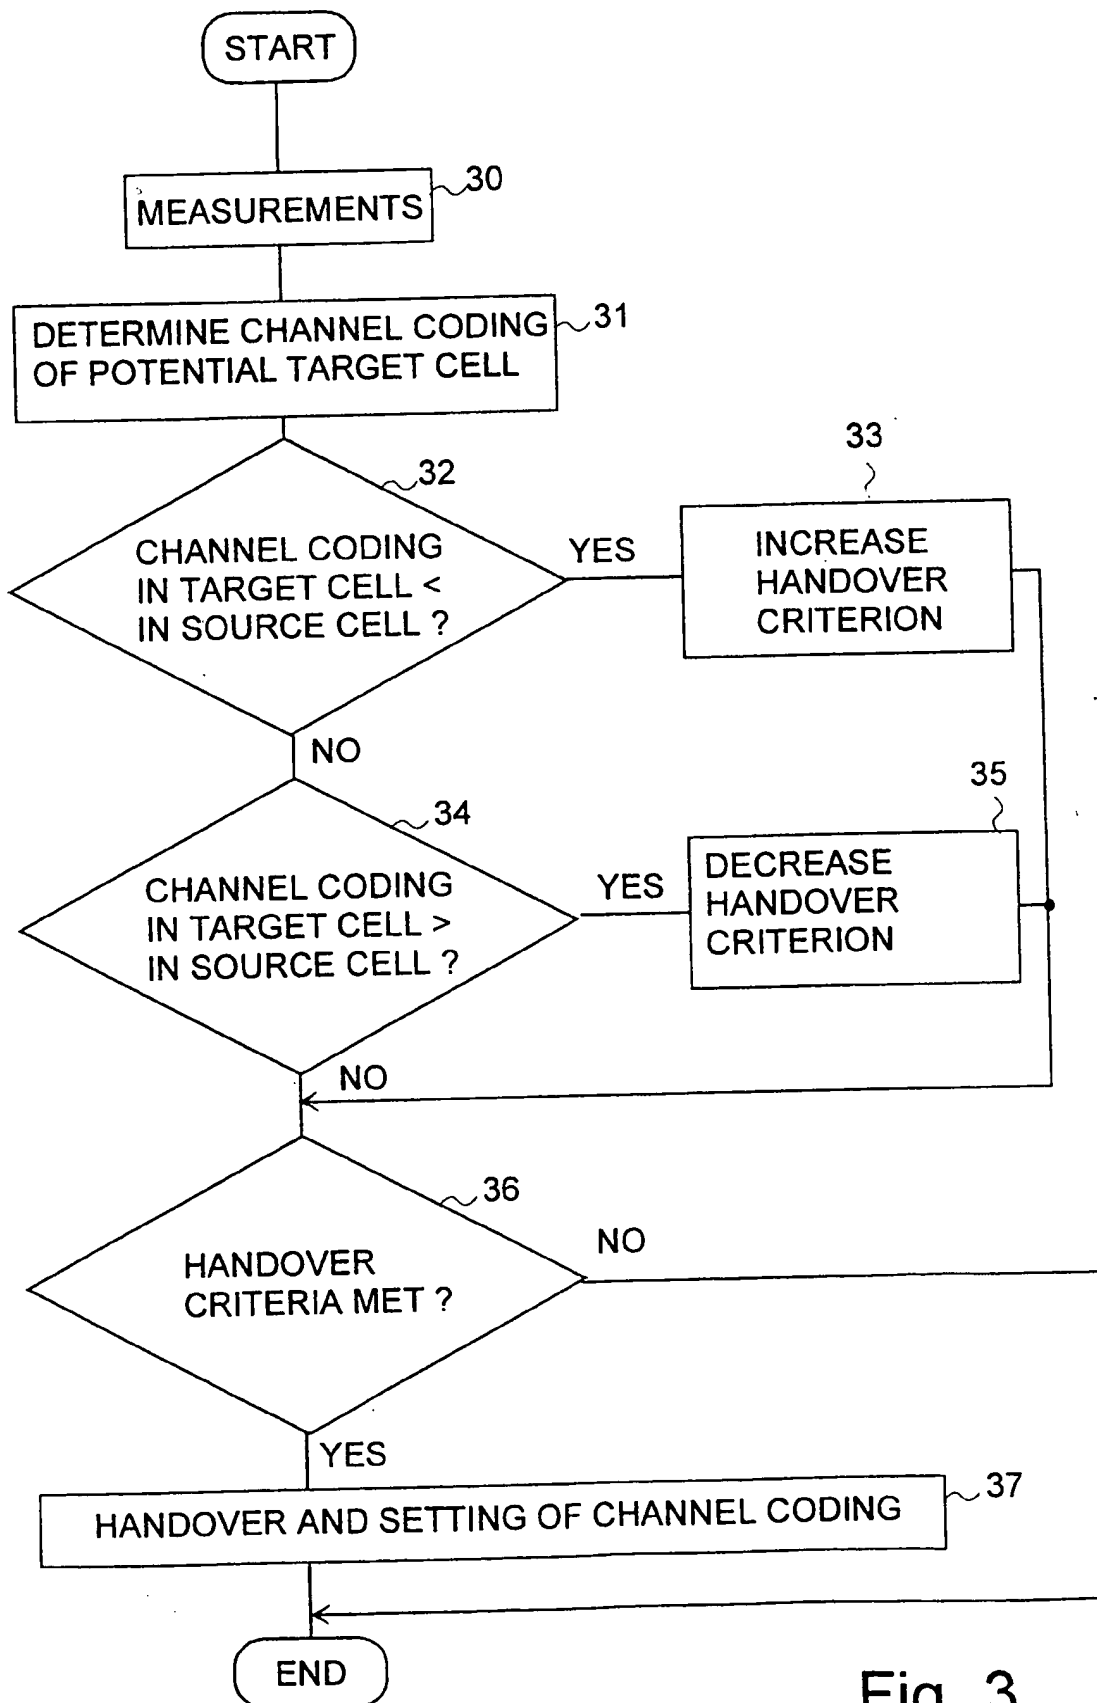 START
MEASUREMENTS
30
DETERMINE CHANNEL CODING
OF POTENTIAL TARGET CELL
31
32
CHANNEL CODING
IN TARGET CELL <
IN SOURCE CELL ?
YES
33
INCREASE
HANDOVER
CRITERION
NO
34
CHANNEL CODING
IN TARGET CELL >
IN SOURCE CELL ?
YES
35
DECREASE
HANDOVER
CRITERION
NO
36
HANDOVER
CRITERIA MET ?
NO
YES
HANDOVER AND SETTING OF CHANNEL CODING
37
END
Fig. 3